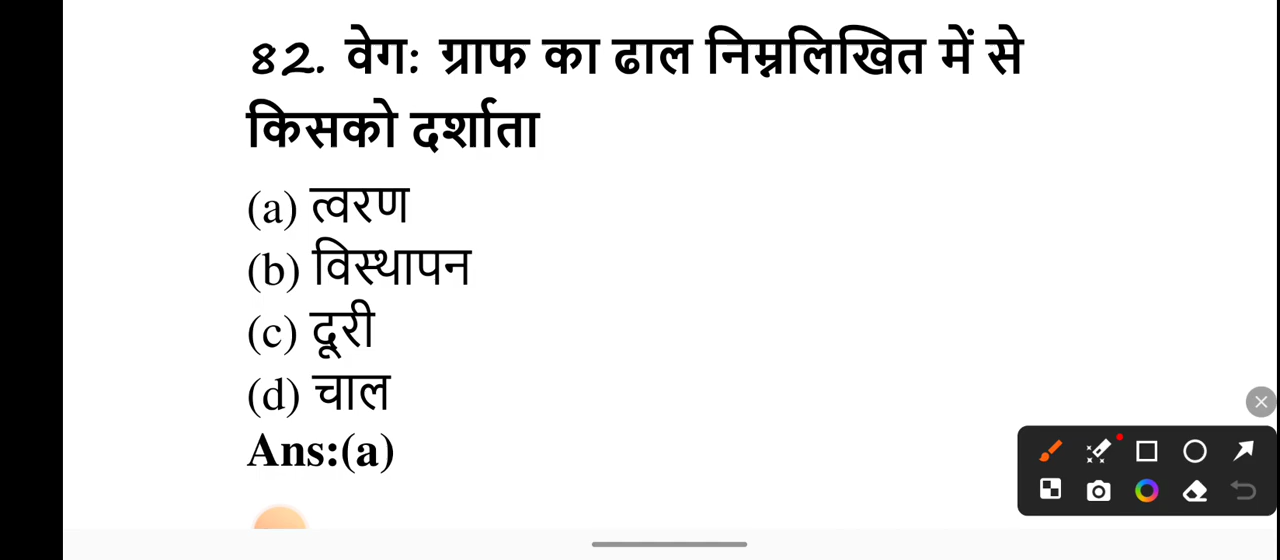 82. वेगः ग्राफ का ढाल निम्नलिखित में से
किसको दर्शाता
(a) त्वरण
(b) विस्थापन
(c) दूरी
(d) चाल
Ans:(a)